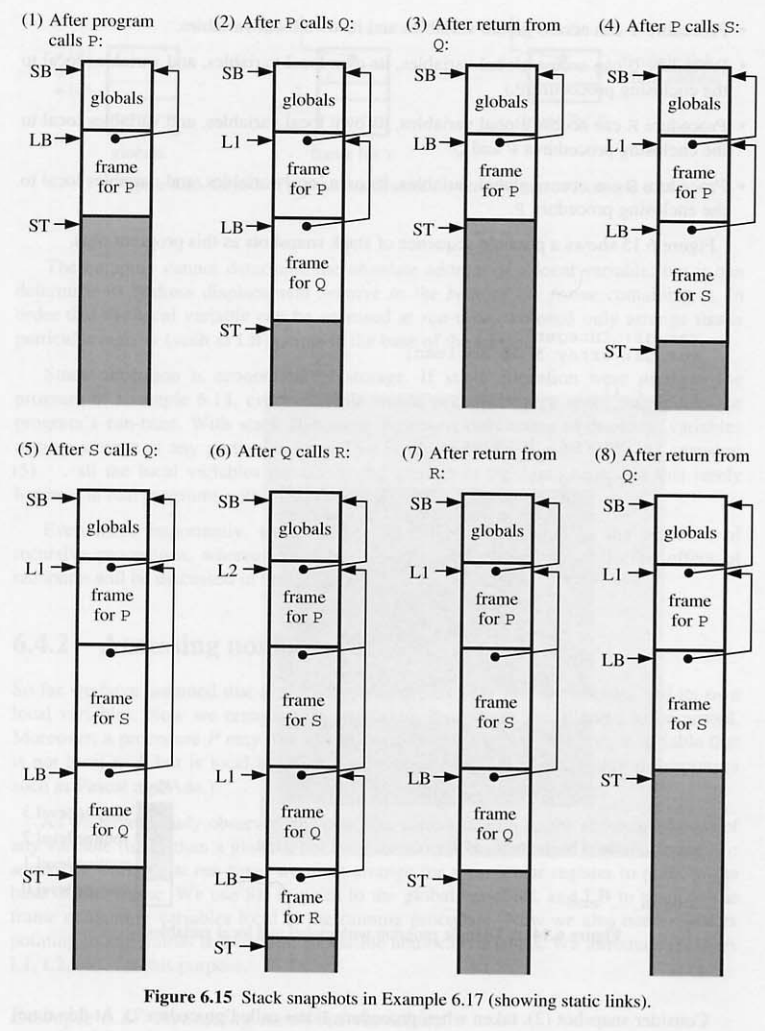 (1) After program
calls P:
SB
globals
LB
frame
for P
ST
(2) After P calls Q:
SB
globals
L1
frame
for P
LB
frame
for Q
ST
(3) After return from
Q:
SB
globals
LB
frame
for P
ST
(4) After P calls S:
SB
globals
L1
frame
for P
LB
frame
for S
ST
(5) After S calls Q:
SB
globals
L1
frame
for P
frame
for S
LB
frame
for Q
ST
(6) After Q calls R:
SB
globals
L2
frame
for P
frame
for S
L1
frame
for Q
LB
frame
for R
ST
(7) After return from
R:
SB
globals
L1
frame
for P
frame
for S
LB
frame
for Q
ST
(8) After return from
Q:
SB
globals
L1
frame
for P
LB
frame
for S
ST
Figure 6.15 Stack snapshots in Example 6.17 (showing static links).